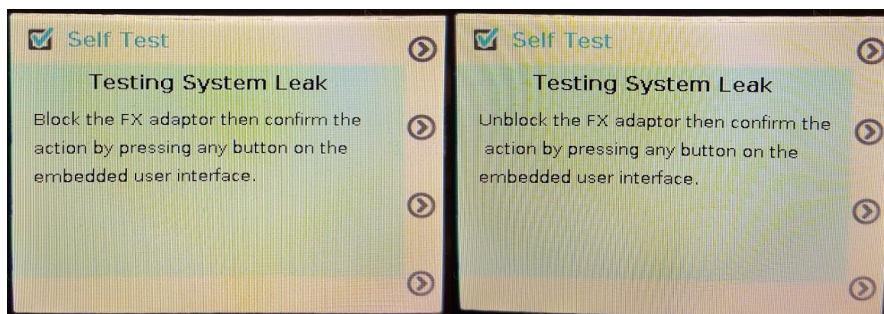 Self Test
Testing System Leak
Block the FX adaptor then confirm the
action by pressing any button on the
embedded user interface.
Self Test
Testing System Leak
Unblock the FX adaptor then confirm the
action by pressing any button on the
embedded user interface.